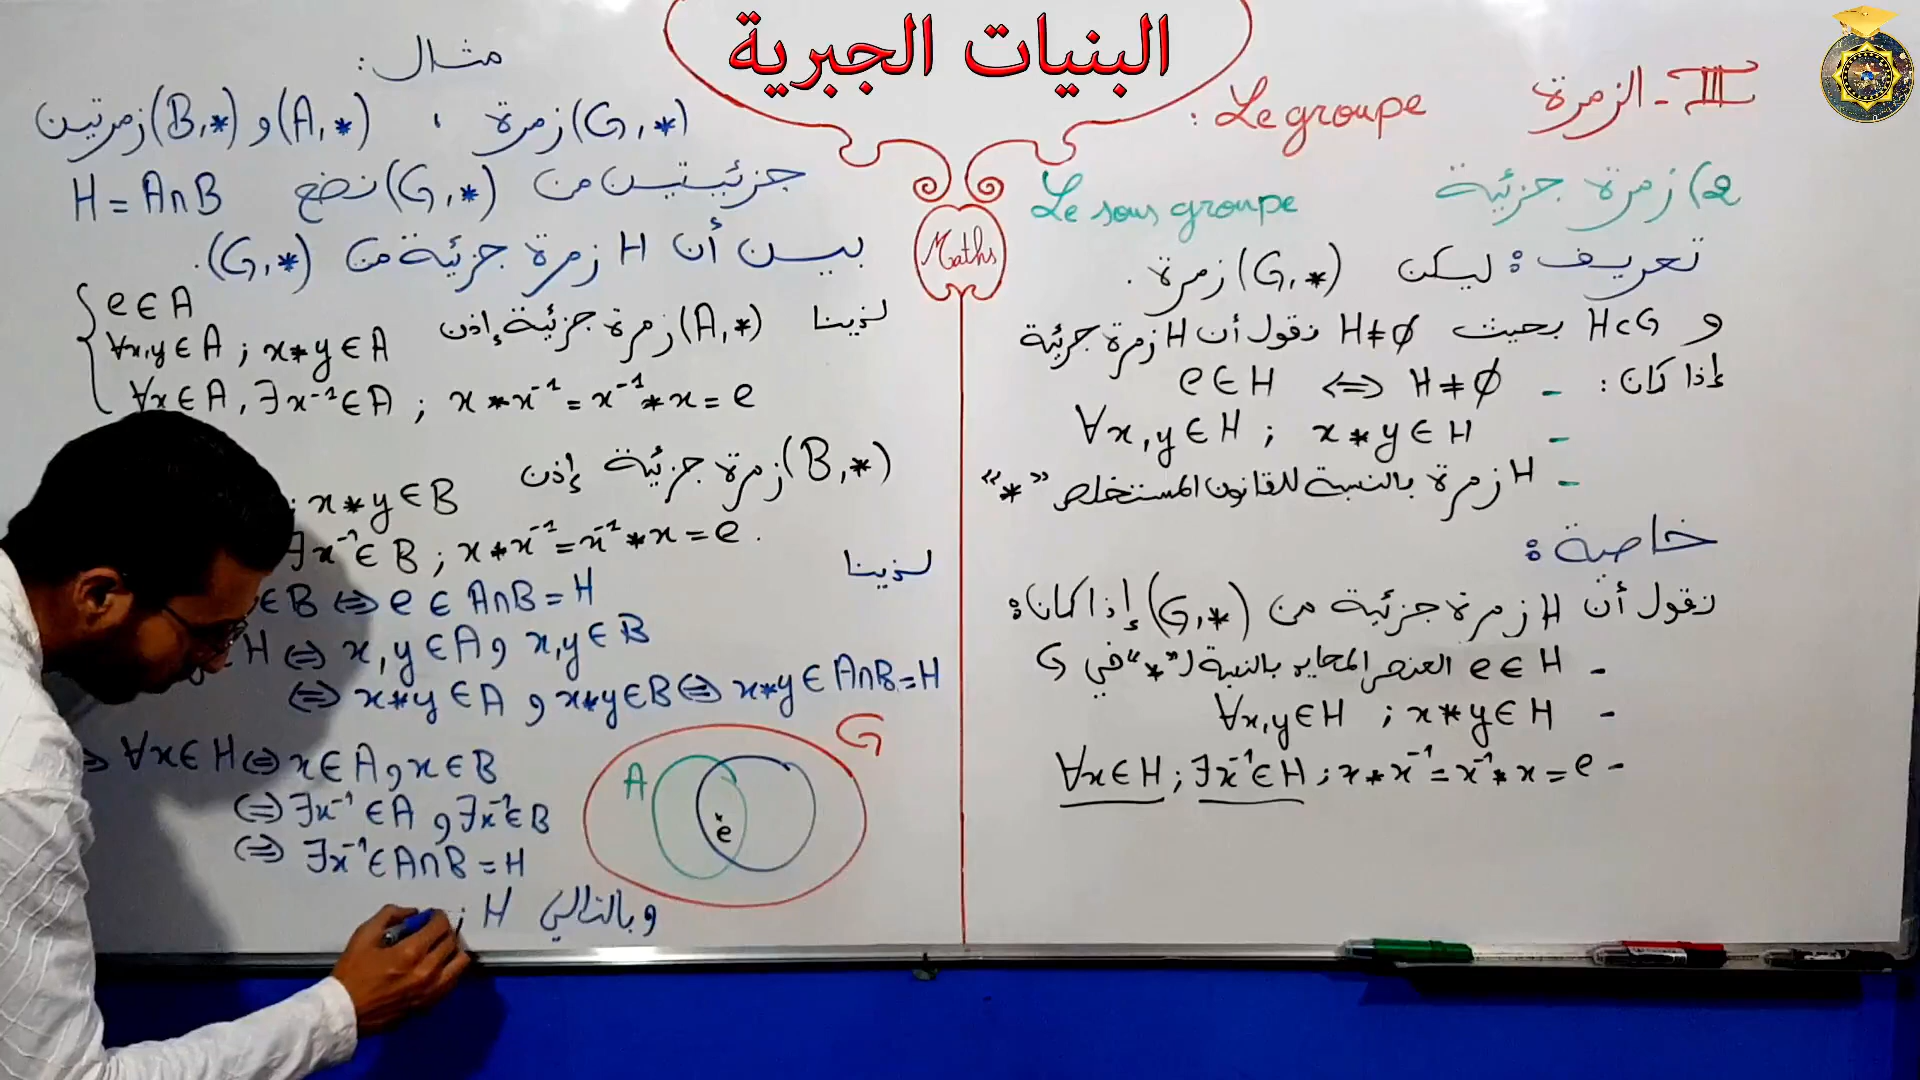 البنيات الجبرية
Maths
III - الزمرة Le groupe :
2) زمرة جزئية Le sous groupe
تعريف : ليكن (G,*) زمرة .
و H⊂G بحيث H≠∅ نقول أن H زمرة جزئية
إذا كان : - H≠∅ ⇔ e∈H
- ∀x,y∈H ; x*y∈H
- H زمرة بالنسبة للقانون المستخلص "*"
خاصية :
نقول أن H زمرة جزئية من (G,*) إذا كان :
- e∈H العنصر المحايد بالنسبة لـ "*" في G
- ∀x,y∈H ; x*y∈H
- ∀x∈H ; ∃x⁻¹∈H ; x*x⁻¹=x⁻¹*x=e
مثال :
(G,*) زمرة ، (A,*) و (B,*) زمرتين
جزئيتين من (G,*) نضع H=A∩B
بين أن H زمرة جزئية من (G,*).
لدينا (A,*) زمرة جزئية إذن
e∈A
∀x,y∈A ; x*y∈A
∀x∈A, ∃x⁻¹∈A ; x*x⁻¹=x⁻¹*x=e
(B,*) زمرة جزئية إذن
; x*y∈B
∃x⁻¹∈B ; x*x⁻¹=x⁻¹*x=e.
لدينا
∈B ⇔ e∈A∩B=H
∈H ⇔ x,y∈A و x,y∈B
⇔ x*y∈A و x*y∈B ⇔ x*y∈A∩B=H
∀x∈H ⇔ x∈A و x∈B
⇔ ∃x⁻¹∈A و ∃x⁻¹∈B
⇔ ∃x⁻¹∈A∩B=H
وبالتالي H
G
A
e